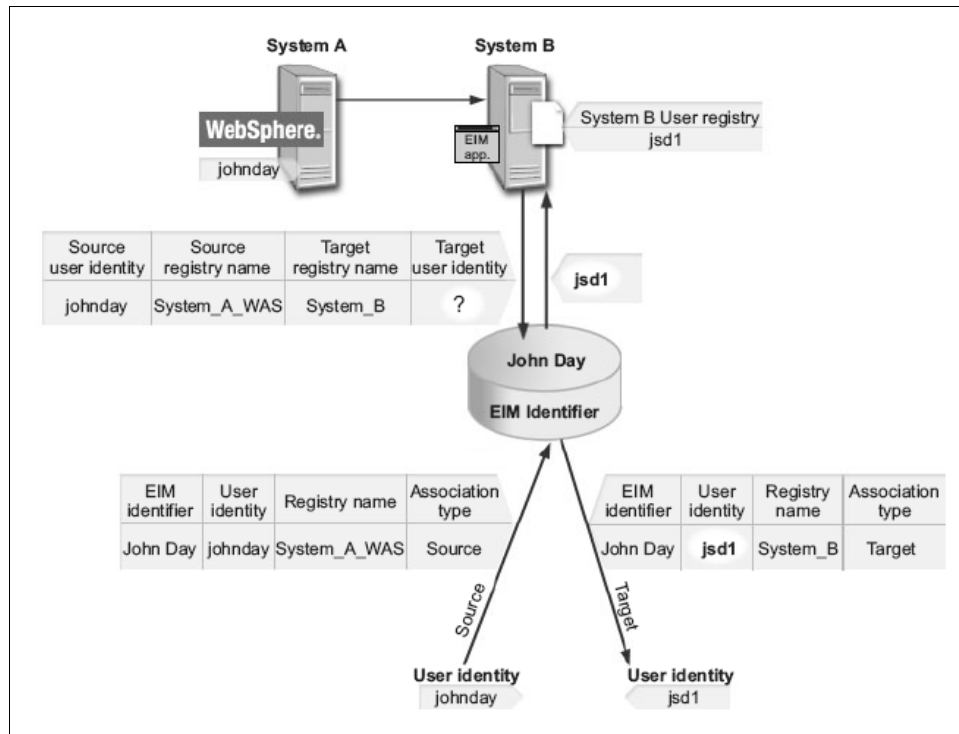 System A
System B
WebSphere.
johnday
EIM
app.
System B User registry
jsd1
Source
user identity
Source
registry name
Target
registry name
Target
user identity
johnday
System_A_WAS
System_B
?
jsd1
John Day
EIM Identifier
EIM
identifier
User
identity
Registry name
Association
type
John Day
johnday
System_A_WAS
Source
EIM
identifier
User
identity
Registry
name
Association
type
John Day
jsd1
System_B
Target
Source
Target
User identity
johnday
User identity
jsd1